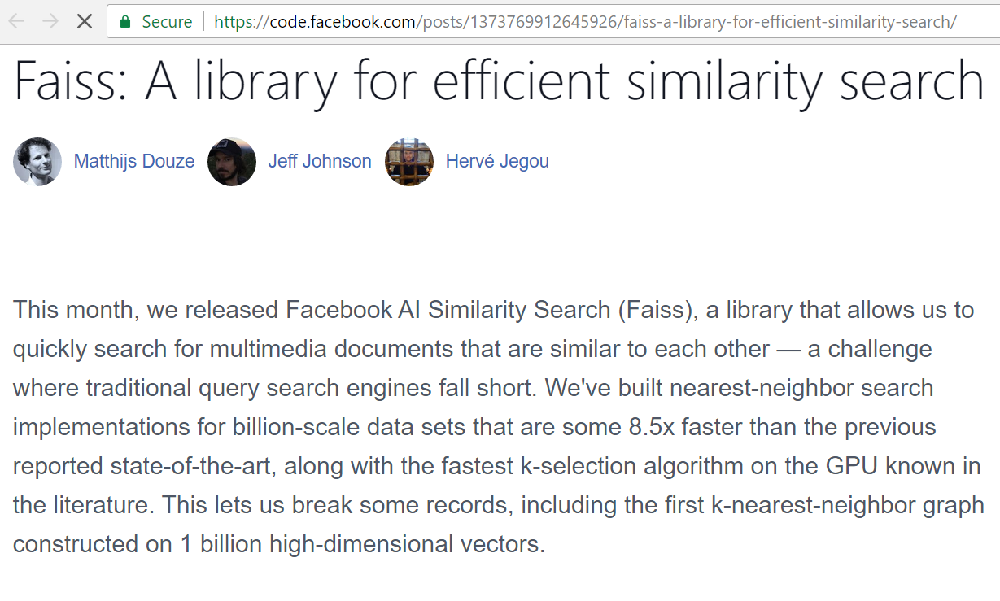 Secure https://code.facebook.com/posts/1373769912645926/faiss-a-library-for-efficient-similarity-search/
Faiss: A library for efficient similarity search
Matthijs Douze Jeff Johnson Hervé Jegou
This month, we released Facebook AI Similarity Search (Faiss), a library that allows us to
quickly search for multimedia documents that are similar to each other — a challenge
where traditional query search engines fall short. We've built nearest-neighbor search
implementations for billion-scale data sets that are some 8.5x faster than the previous
reported state-of-the-art, along with the fastest k-selection algorithm on the GPU known in
the literature. This lets us break some records, including the first k-nearest-neighbor graph
constructed on 1 billion high-dimensional vectors.